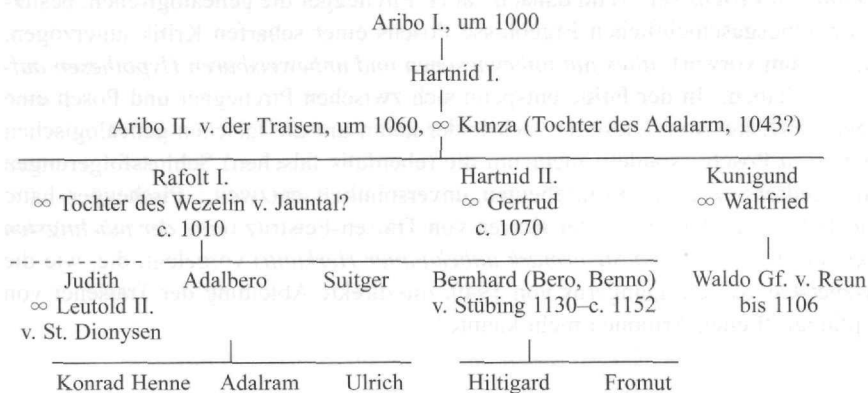 Aribo I., um 1000
Hartnid I.
Aribo II. v. der Traisen, um 1060, ∞ Kunza (Tochter des Adalarm, 1043?)
Rafolt I. Hartnid II. Kunigund
∞ Tochter des Wezelin v. Jauntal? ∞ Gertrud ∞ Waltfried
c. 1010 c. 1070
Judith Adalbero Suitger Bernhard (Bero, Benno) Waldo Gf. v. Reun
∞ Leutold II. v. Stübing 1130–c. 1152 bis 1106
v. St. Dionysen
Konrad Henne Adalram Ulrich Hiltigard Fromut